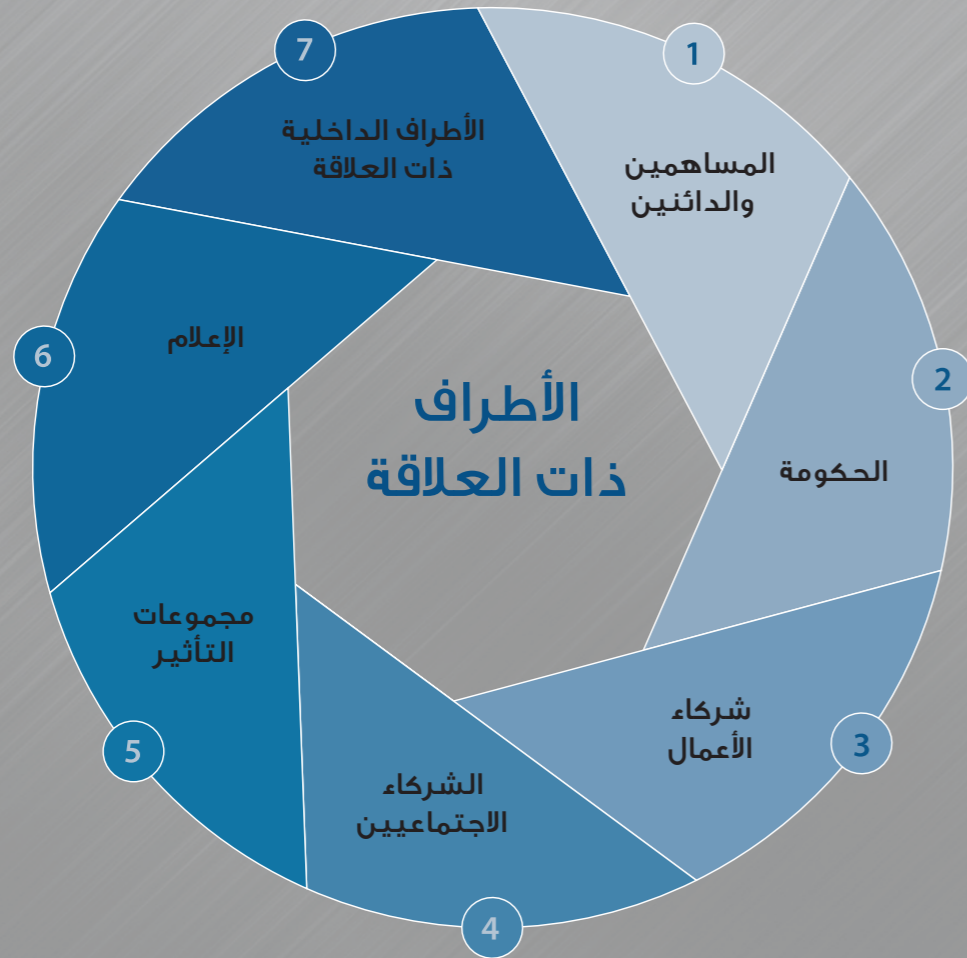 الأطراف
ذات العلاقة
1
المساهمين
والدائنين
2
الحكومة
3
شركاء
الأعمال
4
الشركاء
الاجتماعيين
5
مجموعات
التأثير
6
الإعلام
7
الأطراف الداخلية
ذات العلاقة